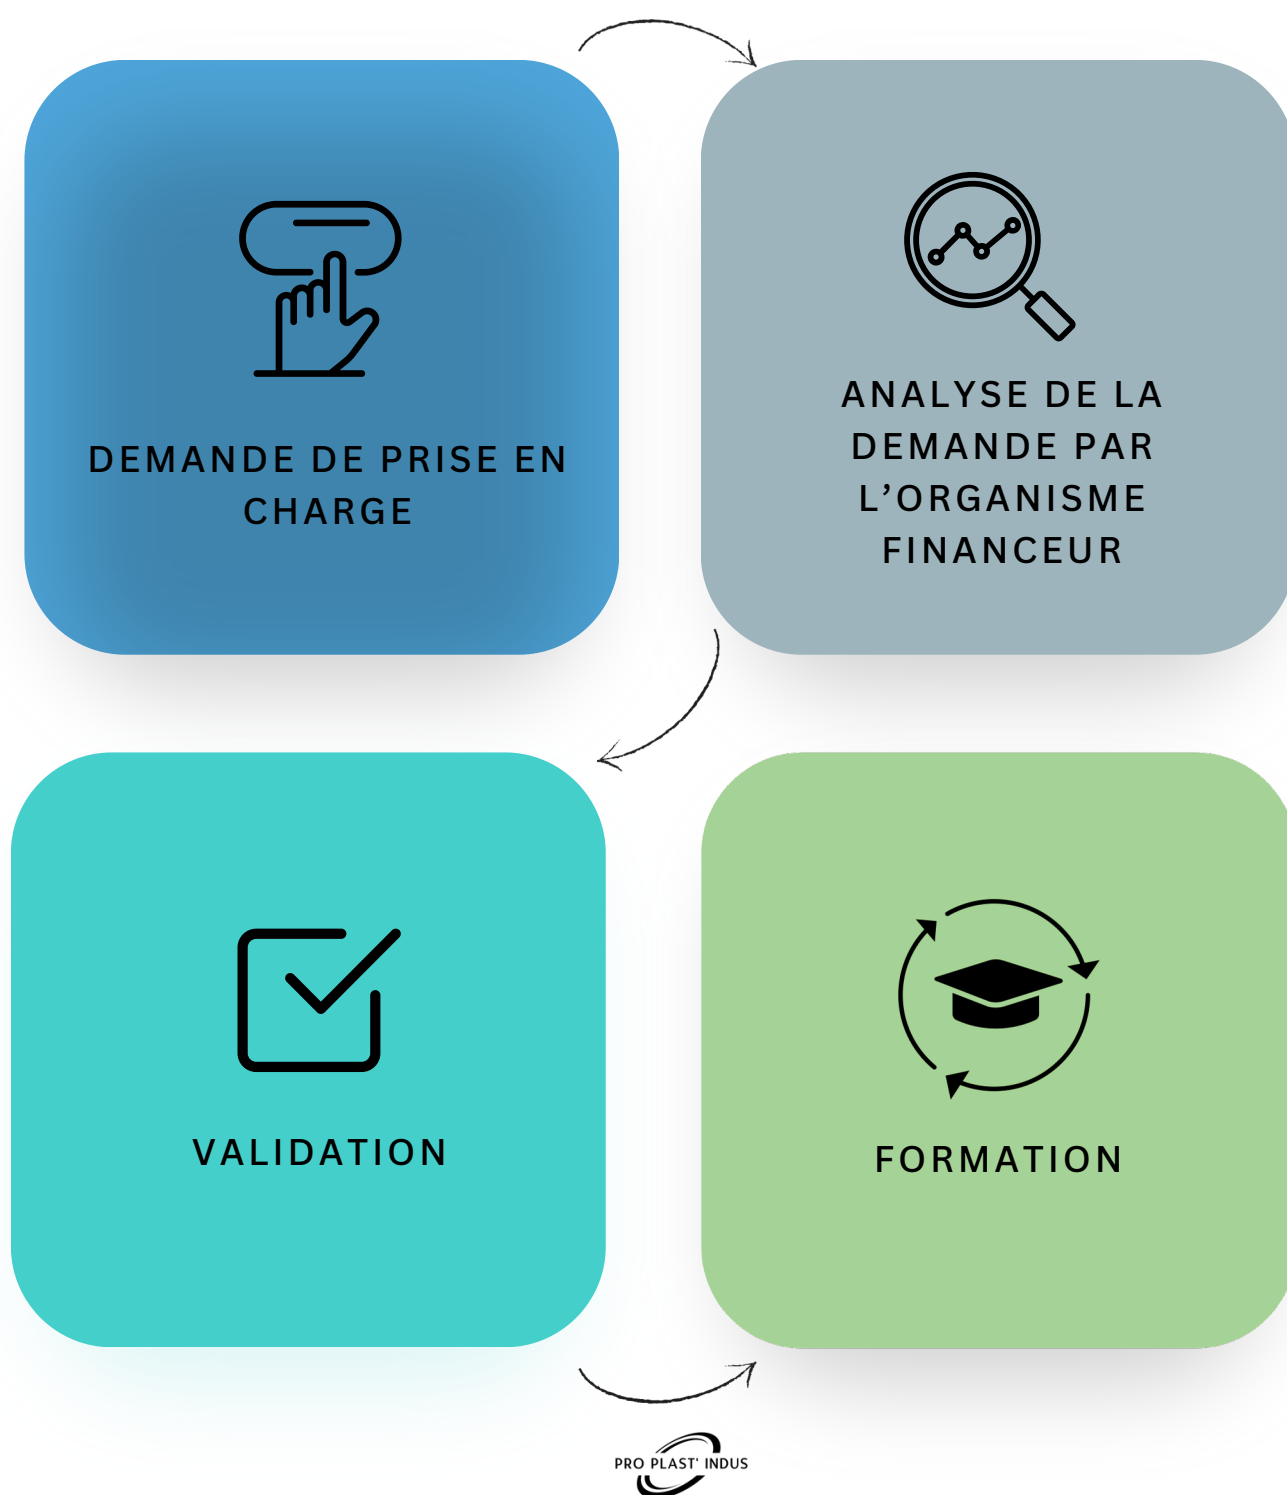 DEMANDE DE PRISE EN
CHARGE
ANALYSE DE LA
DEMANDE PAR
L’ORGANISME
FINANCEUR
VALIDATION
FORMATION
PRO PLAST' INDUS